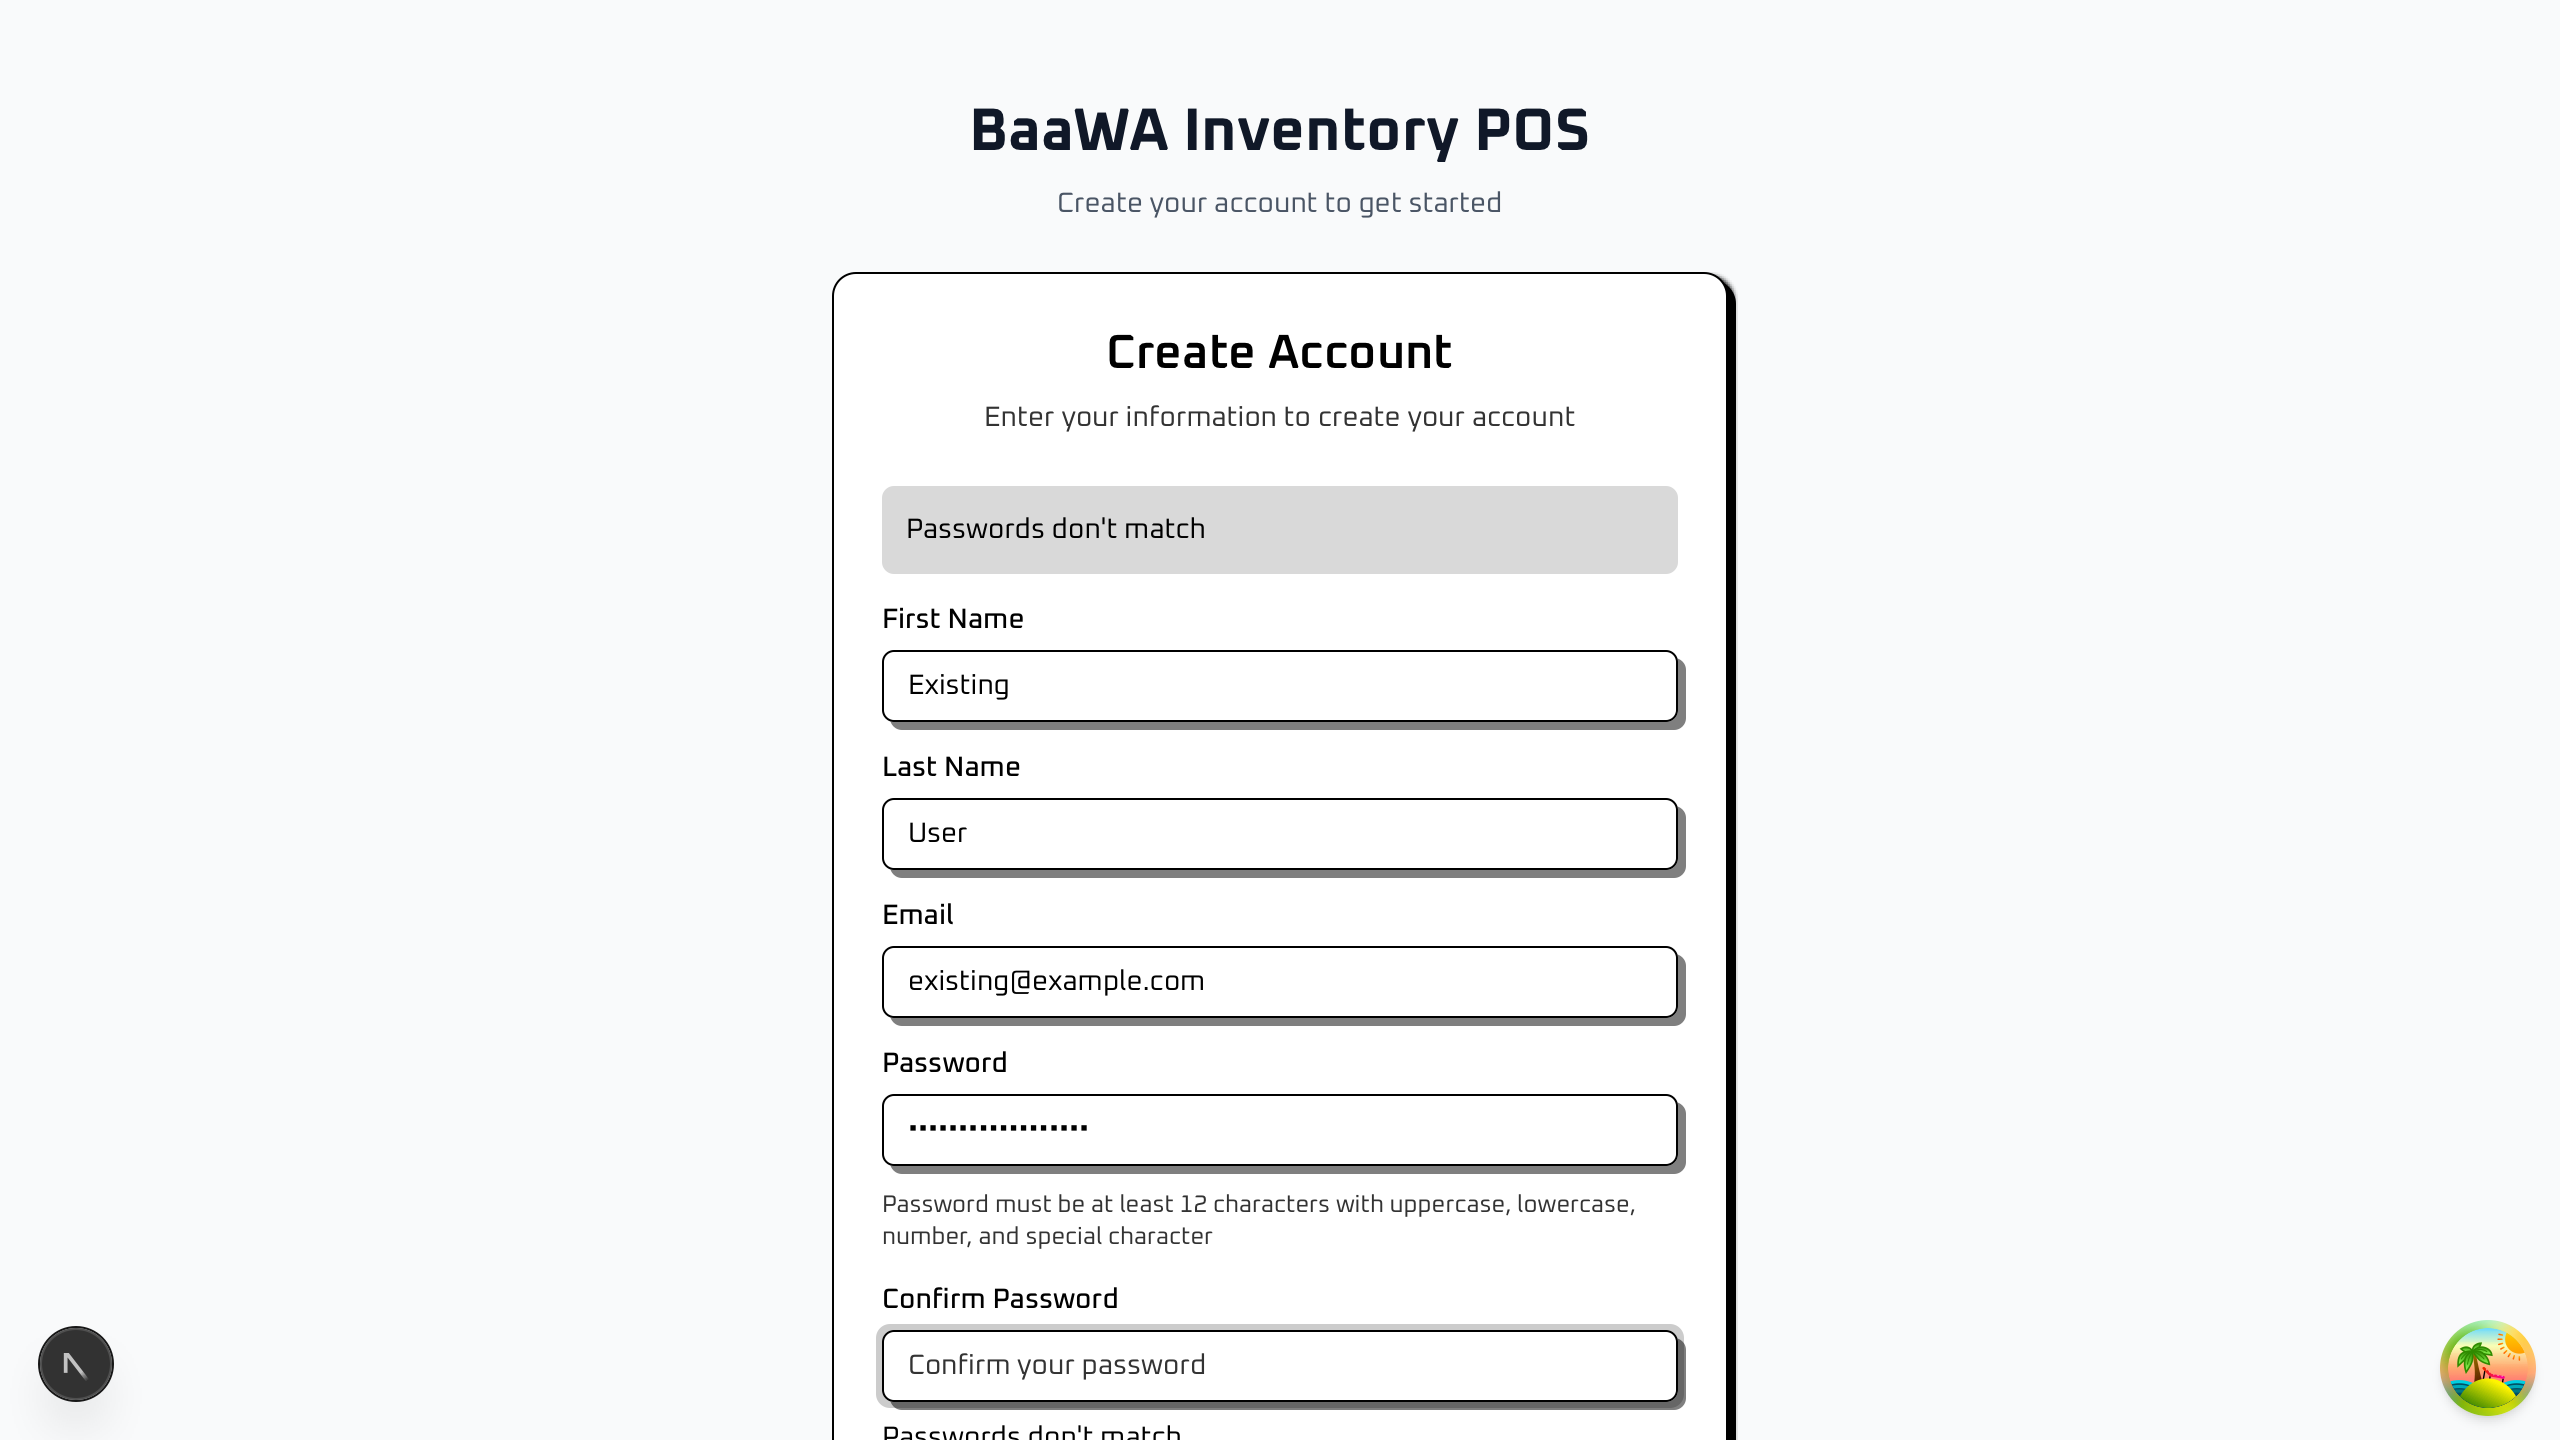 BaaWA Inventory POS
Create your account to get started
Create Account
Enter your information to create your account
Passwords don't match
First Name
Existing
Last Name
User
Email
existing@example.com
Password
••••••••••••••••••
Password must be at least 12 characters with uppercase, lowercase,
number, and special character
Confirm Password
Confirm your password
Passwords don't match